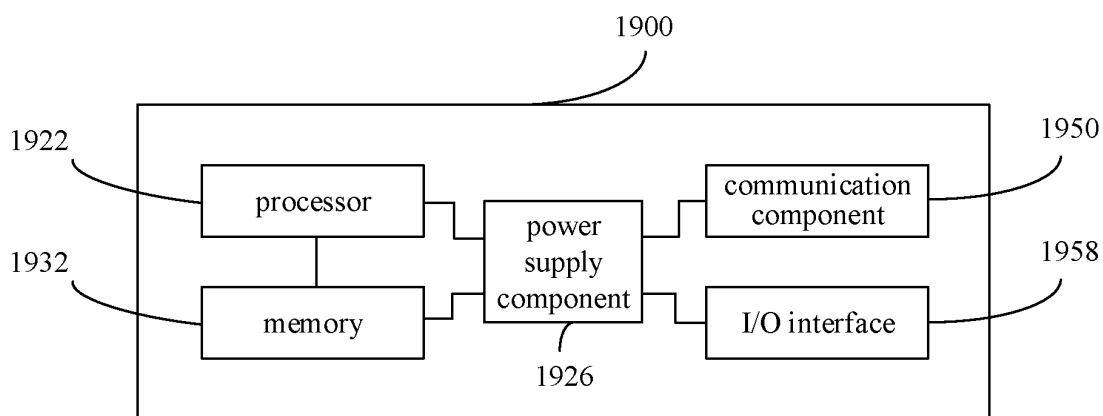 1900
1922
1950
processor
communication
component
power
supply
component
1932
1958
memory
I/O interface
1926